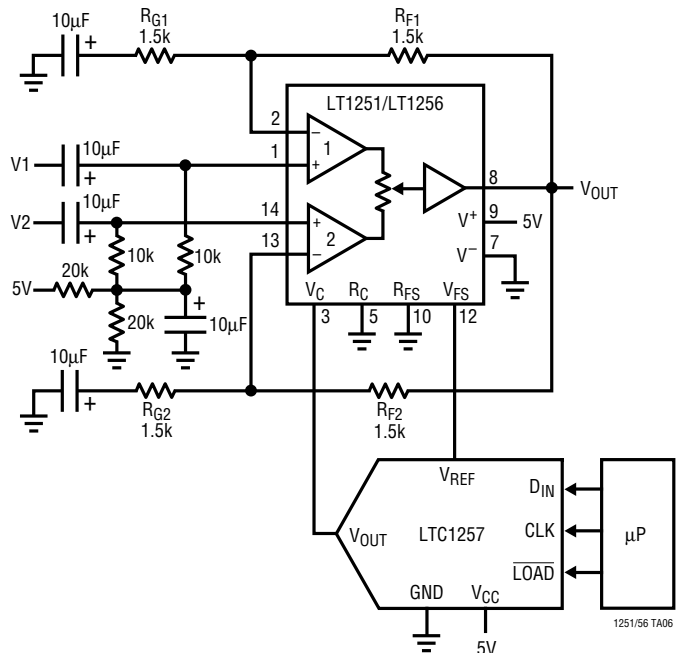 10µF
R_G1
1.5k
R_F1
1.5k
+
LT1251/LT1256
2
−
1
1
+
V1
10µF
+
V2
10µF
+
14
+
2
13
−
8
V_OUT
V⁺
9
5V
V⁻
7
10k
10k
5V
20k
20k
+
10µF
V_C
R_C
R_FS
V_FS
3
5
10
12
10µF
+
R_G2
1.5k
R_F2
1.5k
V_REF
D_IN
V_OUT
LTC1257
CLK
µP
L̅O̅A̅D̅
GND
V_CC
5V
1251/56 TA06